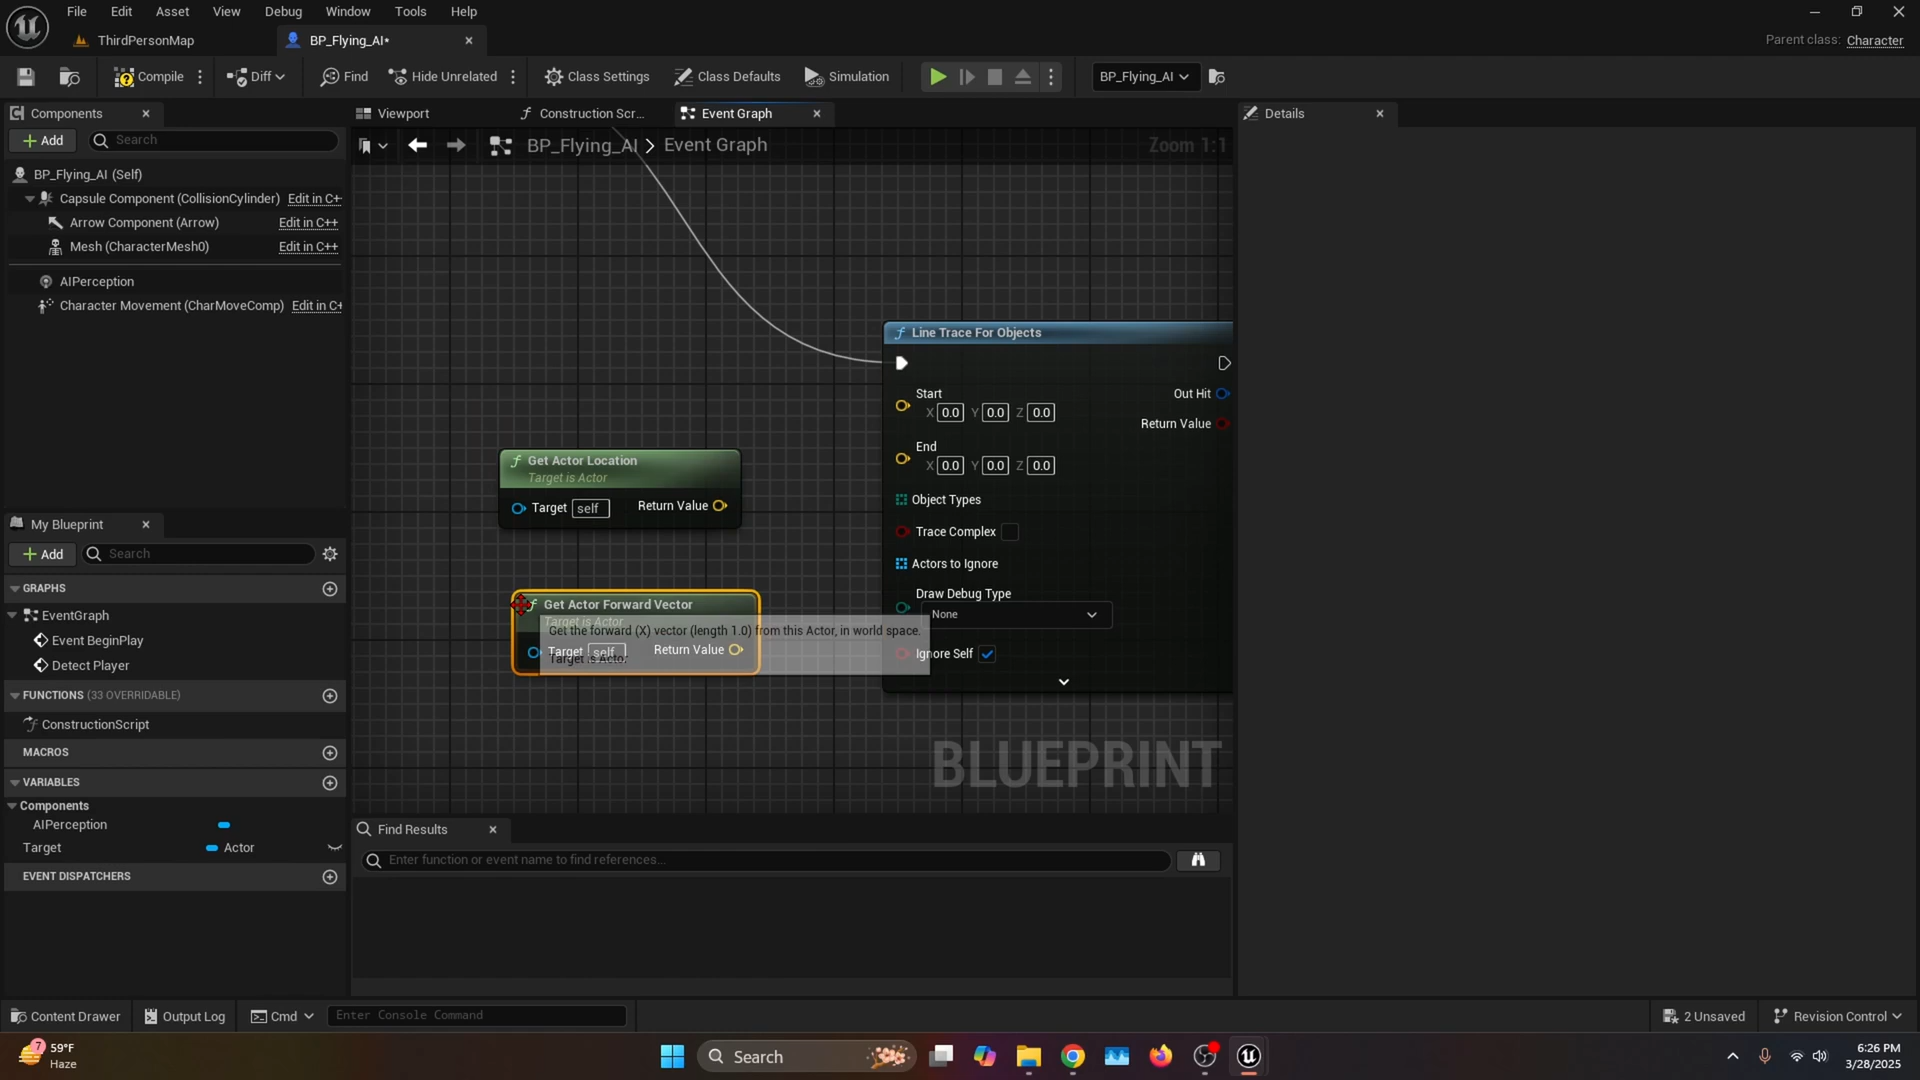 File Edit Asset View Debug Window Tools Help
ThirdPersonMap
BP_Flying_AI*
Parent class: Character
Compile
Diff
Find
Hide Unrelated
Class Settings
Class Defaults
Simulation
BP_Flying_AI
Components
Add
Search
BP_Flying_AI (Self)
Capsule Component (CollisionCylinder) Edit in C++
Arrow Component (Arrow) Edit in C++
Mesh (CharacterMesh0) Edit in C++
AIPerception
Character Movement (CharMoveComp) Edit in C+
My Blueprint
Add
Search
GRAPHS
EventGraph
Event BeginPlay
Detect Player
FUNCTIONS (33 OVERRIDABLE)
ConstructionScript
MACROS
VARIABLES
Components
AIPerception
Target Actor
EVENT DISPATCHERS
Viewport
Construction Scr...
Event Graph
BP_Flying_AI > Event Graph
Zoom 1:1
Get Actor Location
Target is Actor
Target self Return Value
Get Actor Forward Vector
Target is Actor
Get the forward (X) vector (length 1.0) from this Actor, in world space.
Target self Return Value
Target is Actor
Line Trace For Objects
Start
X 0.0 Y 0.0 Z 0.0
Out Hit
Return Value
End
X 0.0 Y 0.0 Z 0.0
Object Types
Trace Complex
Actors to Ignore
Draw Debug Type
None
Ignore Self
BLUEPRINT
Find Results
Enter function or event name to find references...
Details
Content Drawer
Output Log
Cmd
Enter Console Command
2 Unsaved
Revision Control
7
59°F
Haze
Search
6:26 PM
3/28/2025